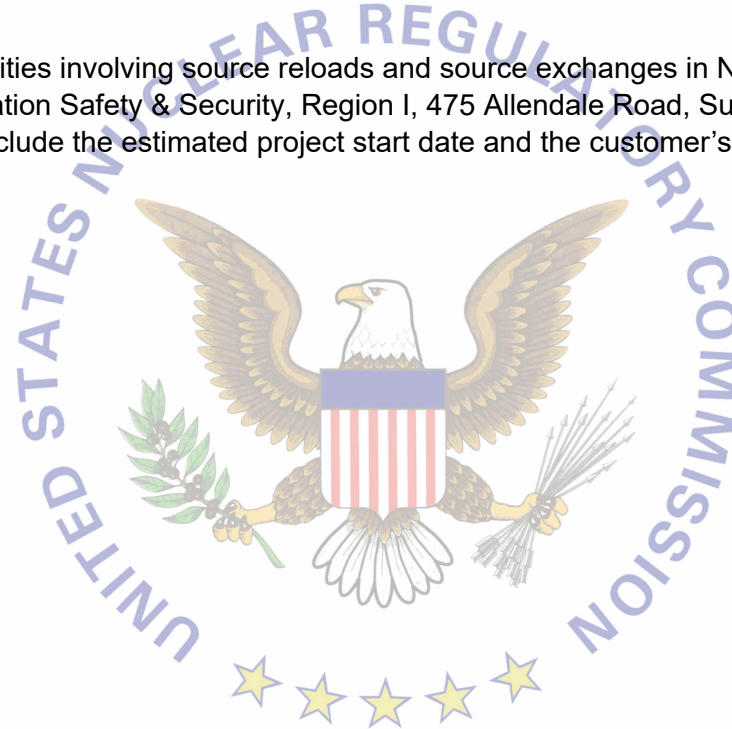 UNITED STATES NUCLEAR REGULATORY COMMISSION
ities involving source reloads and source exchanges in N
ation Safety & Security, Region I, 475 Allendale Road, Su
clude the estimated project start date and the customer’s